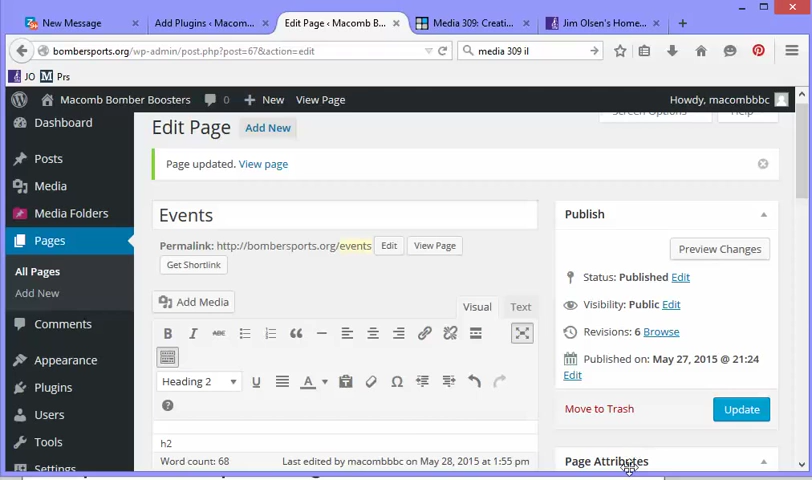 New Message
Add Plugins ‹ Macom...
Edit Page ‹ Macomb B...
Media 309: Creati...
Jim Olsen's Home...
bombersports.org/wp-admin/post.php?post=67&action=edit
media 309 il
JO
Prs
Macomb Bomber Boosters
0
+ New
View Page
Howdy, macombbbc
Dashboard
Posts
Media
Media Folders
Pages
All Pages
Add New
Comments
Appearance
Plugins
Users
Tools
Settings
Edit Page
Add New
Screen Options
Help
Page updated. View page
Events
Permalink: http://bombersports.org/events
Edit
View Page
Get Shortlink
Add Media
Visual
Text
B
I
ABC
Heading 2
U
A
h2
Word count: 68
Last edited by macombbbc on May 28, 2015 at 1:55 pm
Publish
Preview Changes
Status: Published Edit
Visibility: Public Edit
Revisions: 6 Browse
Published on: May 27, 2015 @ 21:24
Edit
Move to Trash
Update
Page Attributes